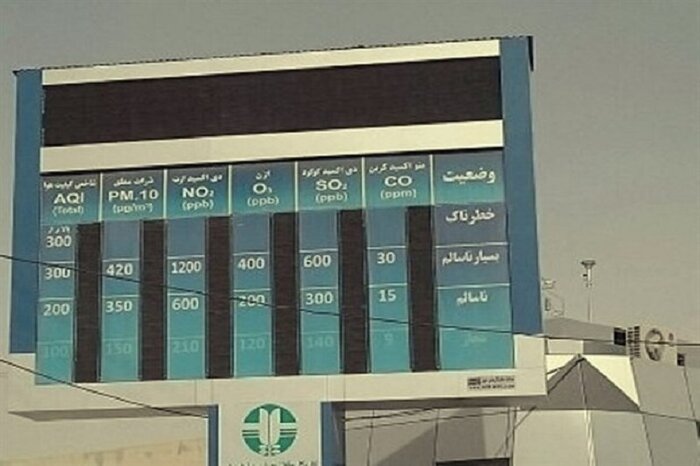 وضعیت
منو اکسید کربن
CO
(ppm)
دی اکسید گوگرد
SO₂
(ppb)
ازن
O₃
(ppb)
دی اکسید ازت
NO₂
(ppb)
ذرات معلق
PM.10
(µg/m³)
شاخص کیفیت هوا
AQI
(Total)
خطرناک
300
بسیار ناسالم
30
600
400
1200
420
300
ناسالم
15
300
200
600
350
200
9
140
120
210
150
100